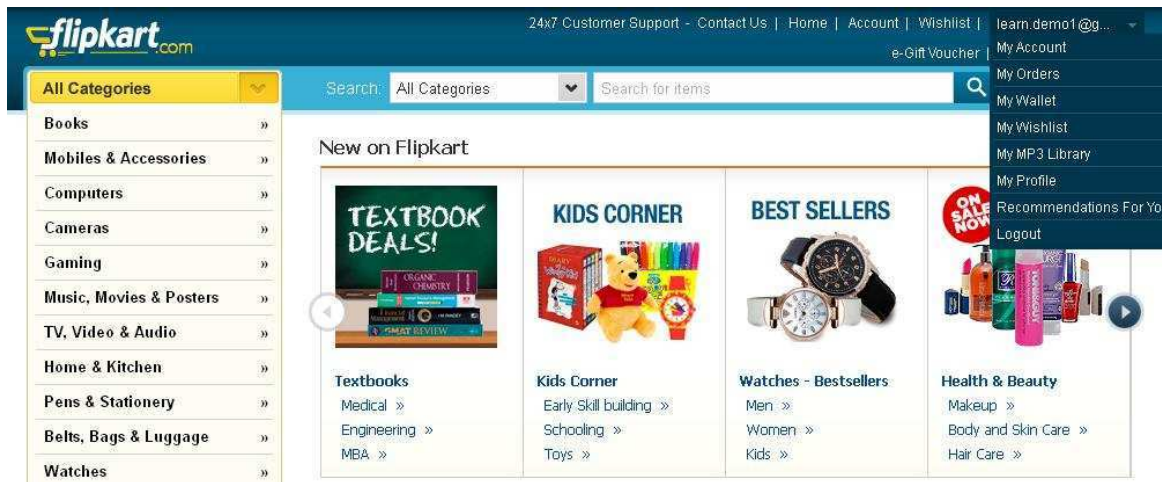 flipkart.com
24x7 Customer Support - Contact Us | Home | Account | Wishlist | learn.demo1@g...
e-Gift Voucher |
My Account
My Orders
My Wallet
My Wishlist
My MP3 Library
My Profile
Recommendations For Yo
Logout
All Categories
Search: All Categories Search for items
Books »
Mobiles & Accessories »
Computers »
Cameras »
Gaming »
Music, Movies & Posters »
TV, Video & Audio »
Home & Kitchen »
Pens & Stationery »
Belts, Bags & Luggage »
Watches »
New on Flipkart
TEXTBOOK
DEALS!
ORGANIC
CHEMISTRY
GMAT REVIEW
KIDS CORNER
BEST SELLERS
ON
SALE
NOW
Textbooks
Medical »
Engineering »
MBA »
Kids Corner
Early Skill building »
Schooling »
Toys »
Watches - Bestsellers
Men »
Women »
Kids »
Health & Beauty
Makeup »
Body and Skin Care »
Hair Care »